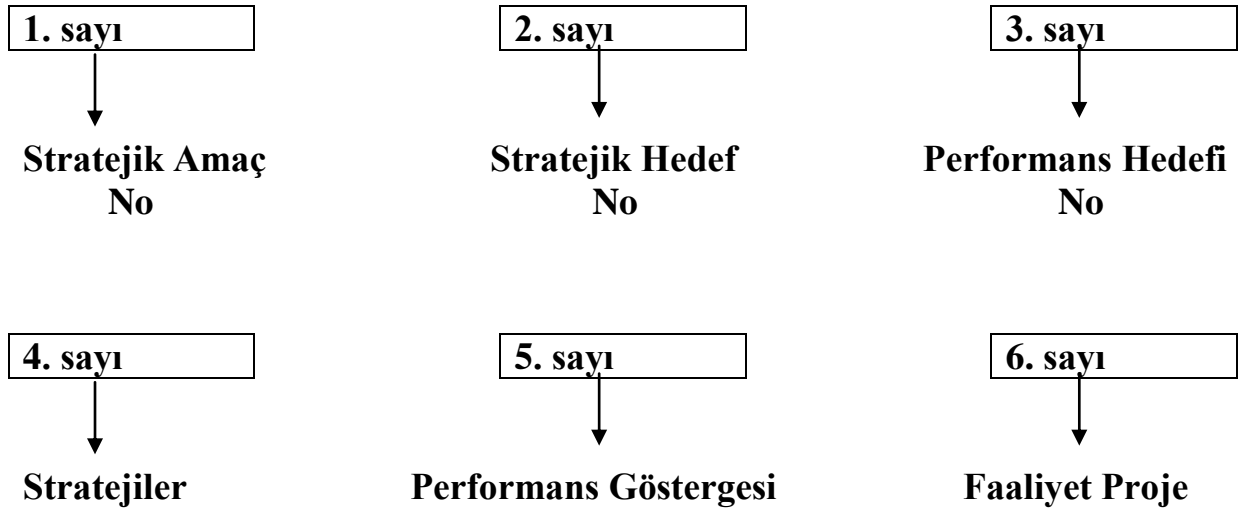 1. sayı 2. sayı 3. sayı
Stratejik Amaç Stratejik Hedef Performans Hedefi
No No No
4. sayı 5. sayı 6. sayı
Stratejiler Performans Göstergesi Faaliyet Proje